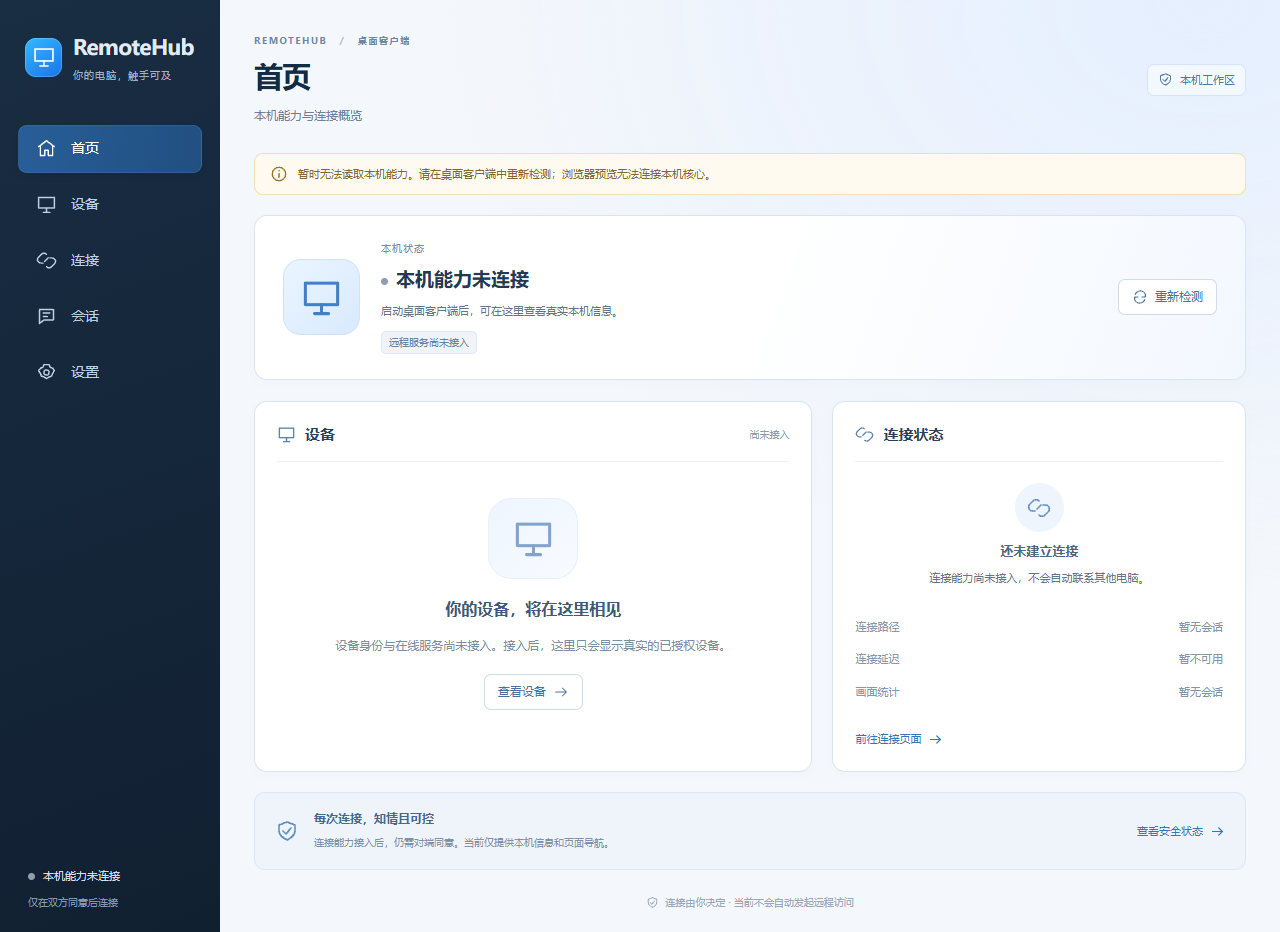 RemoteHub
你的电脑，触手可及
首页
设备
连接
会话
设置
本机能力未连接
仅在双方同意后连接
REMOTEHUB / 桌面客户端
首页
本机能力与连接概览
本机工作区
暂时无法读取本机能力。请在桌面客户端中重新检测；浏览器预览无法连接本机核心。
本机状态
本机能力未连接
启动桌面客户端后，可在这里查看真实本机信息。
远程服务尚未接入
重新检测
设备
尚未接入
你的设备，将在这里相见
设备身份与在线服务尚未接入。接入后，这里只会显示真实的已授权设备。
查看设备
连接状态
还未建立连接
连接能力尚未接入，不会自动联系其他电脑。
连接路径 暂无会话
连接延迟 暂不可用
画面统计 暂无会话
前往连接页面
每次连接，知情且可控
连接能力接入后，仍需对端同意。当前仅提供本机信息和页面导航。
查看安全状态
连接由你决定 · 当前不会自动发起远程访问